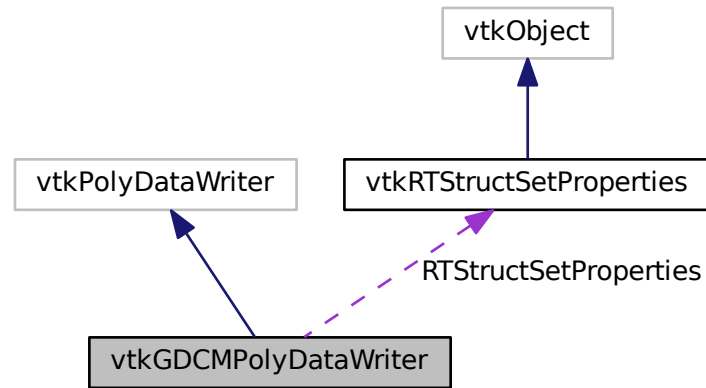 vtkObject
vtkPolyDataWriter
vtkRTStructSetProperties
RTStructSetProperties
vtkGDCMPolyDataWriter